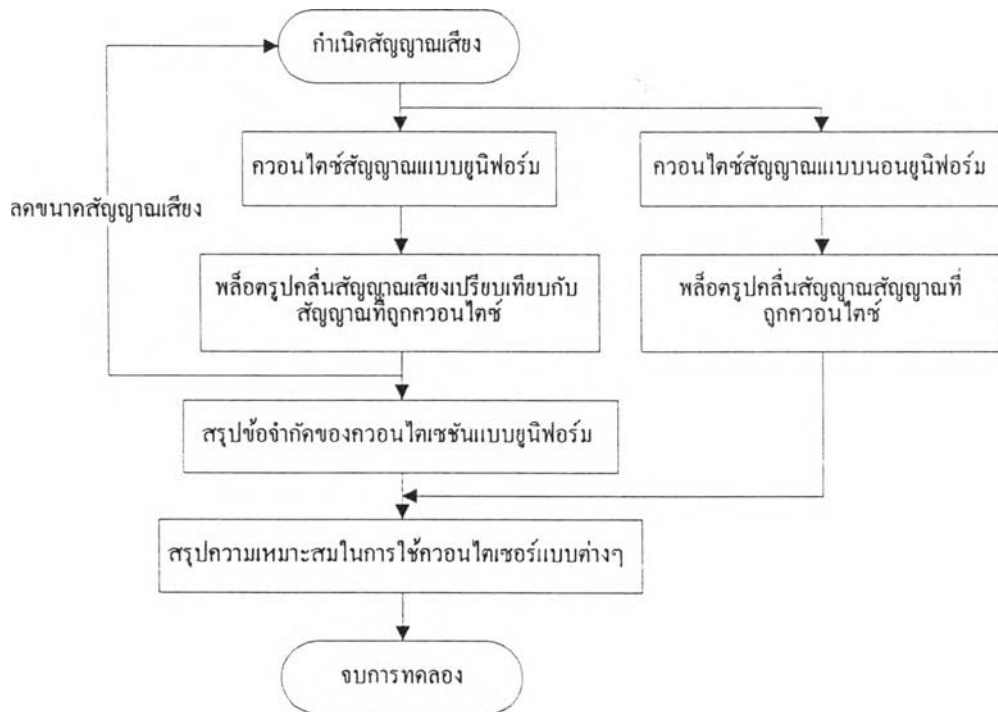 กำเนิดสัญญาณเสียง
ควอนไตซ์สัญญาณแบบยูนิฟอร์ม
ควอนไตซ์สัญญาณแบบนอนยูนิฟอร์ม
ลดขนาดสัญญาณเสียง
พล็อตรูปคลื่นสัญญาณเสียงเปรียบเทียบกับ
สัญญาณที่ถูกควอนไตซ์
พล็อตรูปคลื่นสัญญาณสัญญาณที่
ถูกควอนไตซ์
สรุปข้อจำกัดของควอนไตเซชันแบบยูนิฟอร์ม
สรุปความเหมาะสมในการใช้ควอนไตเซอร์แบบต่างๆ
จบการทดลอง